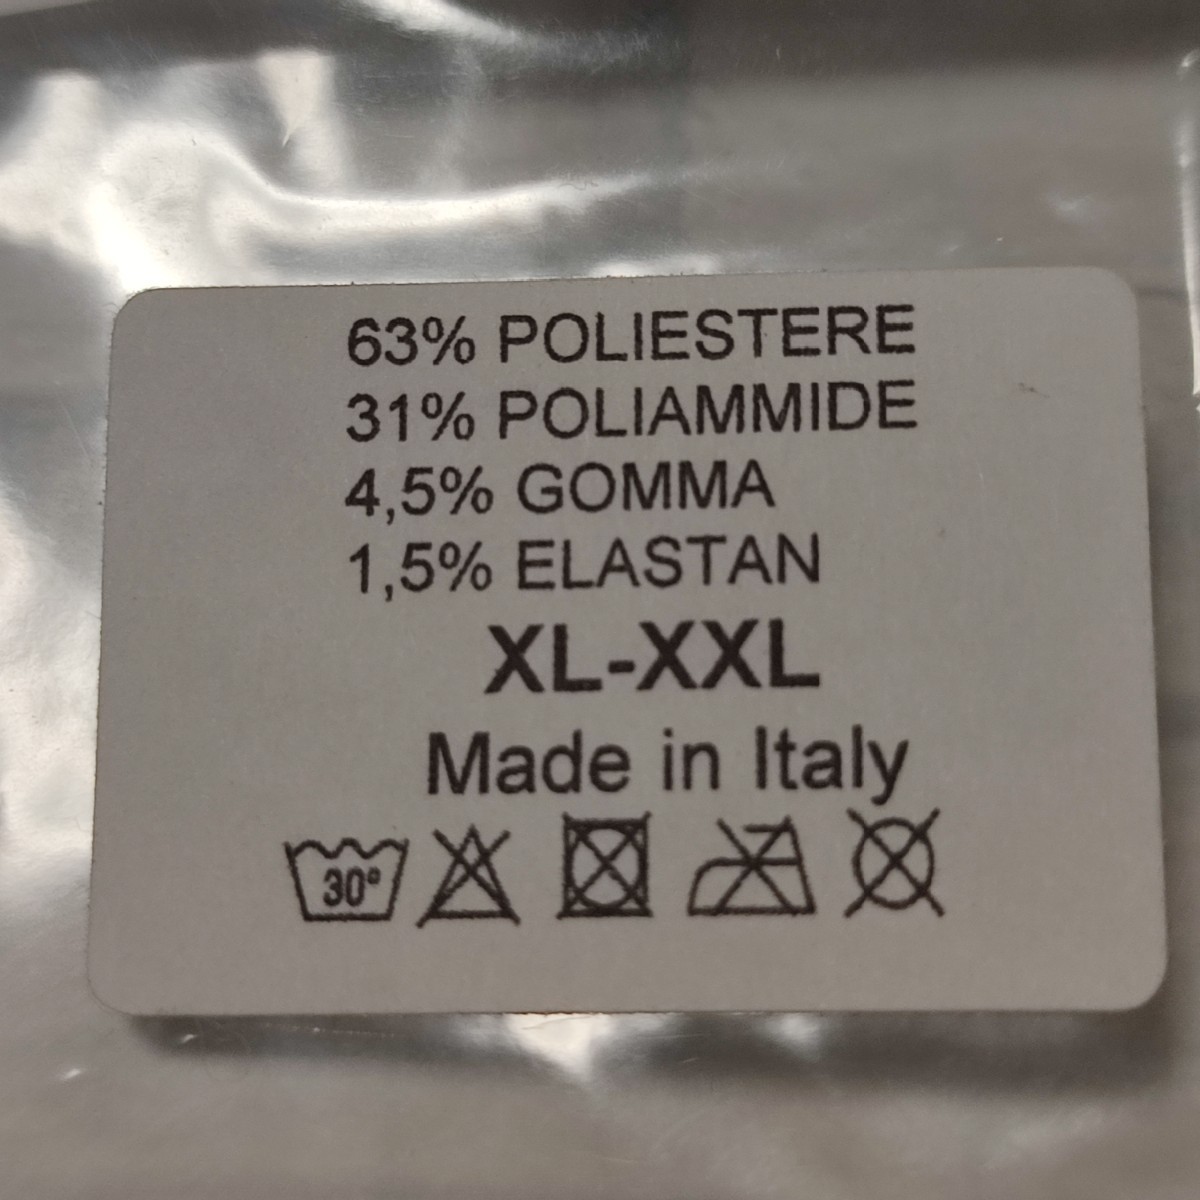 63% POLIESTERE
31% POLIAMMIDE
4,5% GOMMA
1,5% ELASTAN
XL-XXL
Made in Italy
30°